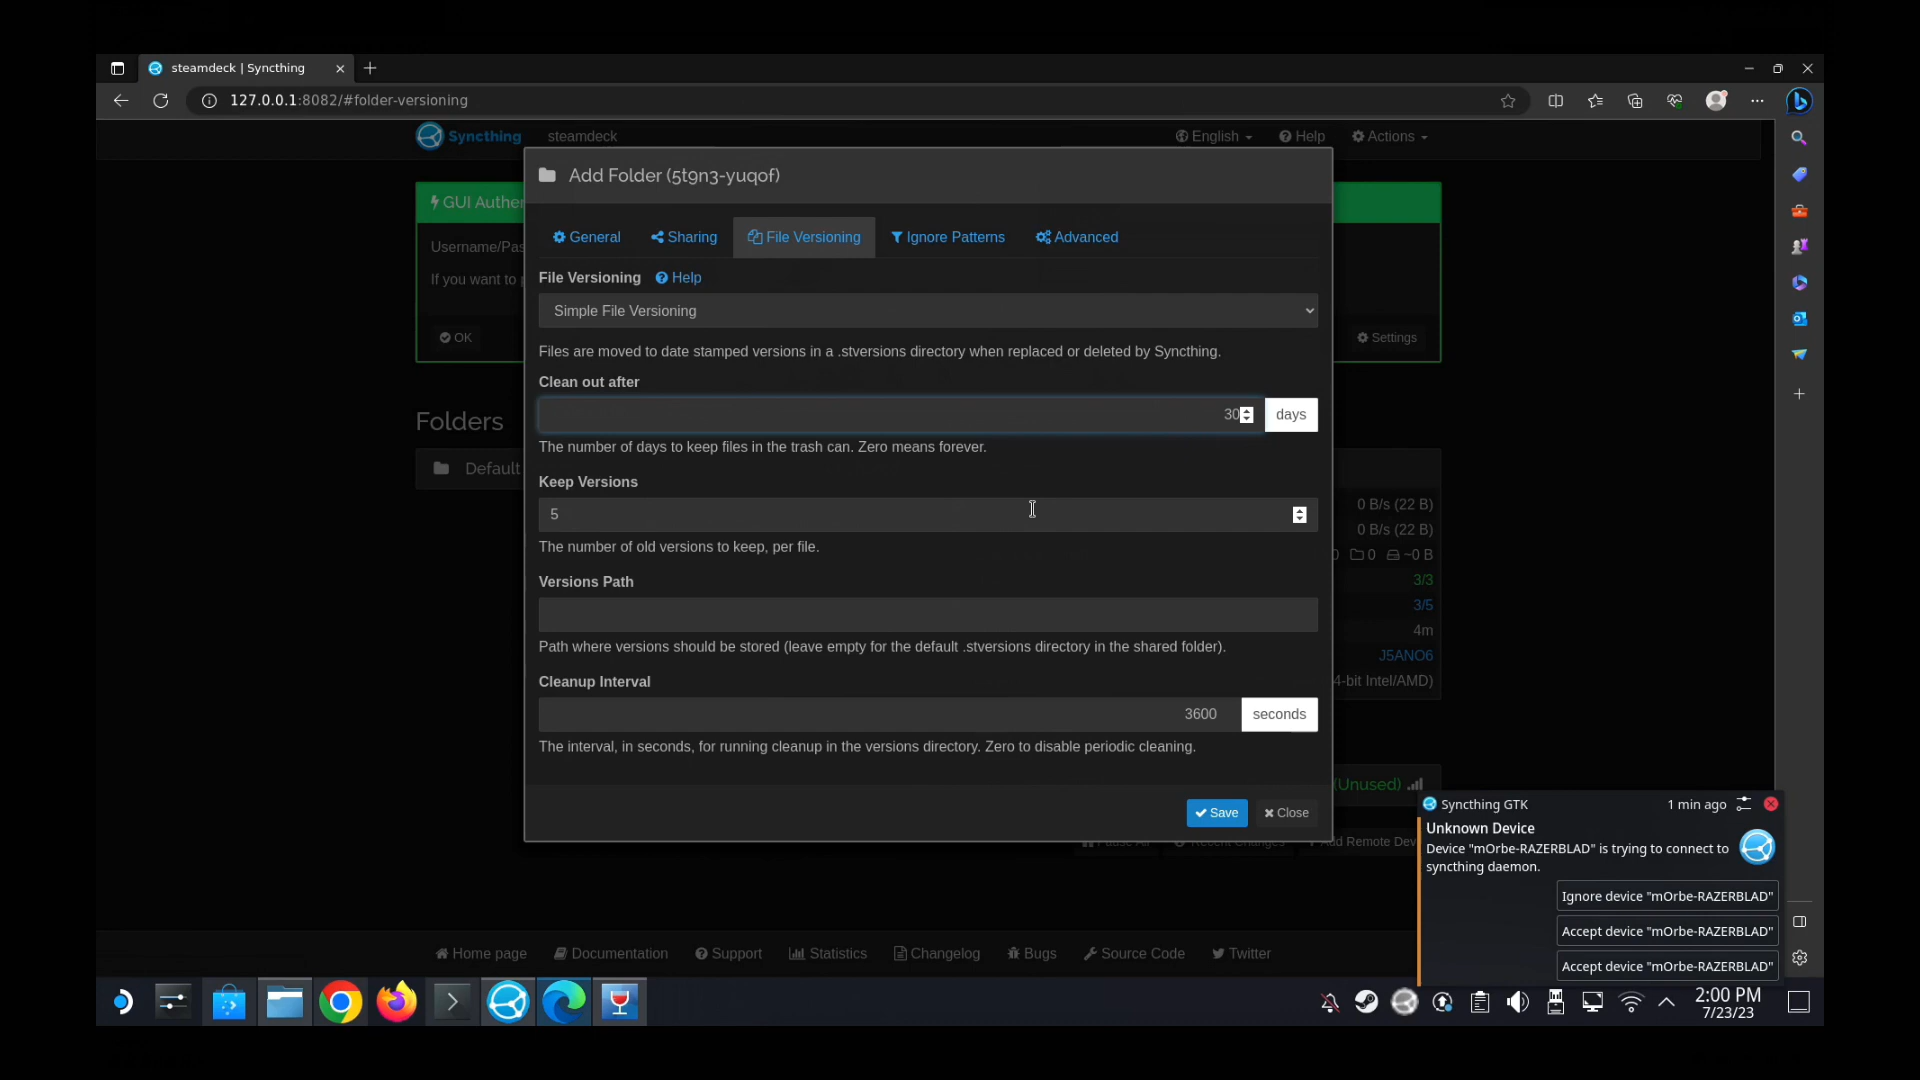 steamdeck | Syncthing
127.0.0.1:8082/#folder-versioning
Syncthing
steamdeck
English
Help
Actions
Add Folder (5t9n3-yuqof)
GUI Authen
Username/Pas
If you want to p
OK
Settings
General
Sharing
File Versioning
Ignore Patterns
Advanced
File Versioning
Help
Simple File Versioning
Files are moved to date stamped versions in a .stversions directory when replaced or deleted by Syncthing.
Clean out after
30
days
The number of days to keep files in the trash can. Zero means forever.
Keep Versions
5
The number of old versions to keep, per file.
Versions Path
Path where versions should be stored (leave empty for the default .stversions directory in the shared folder).
Cleanup Interval
3600
seconds
The interval, in seconds, for running cleanup in the versions directory. Zero to disable periodic cleaning.
Save
Close
Folders
Default
0 B/s (22 B)
0 B/s (22 B)
0
0
~0 B
3/3
3/5
4m
J5ANO6
4-bit Intel/AMD)
(Unused)
Pause All
Recent Changes
Add Remote Dev
Syncthing GTK
1 min ago
Unknown Device
Device "mOrbe-RAZERBLAD" is trying to connect to
syncthing daemon.
Ignore device "mOrbe-RAZERBLAD"
Accept device "mOrbe-RAZERBLAD"
Accept device "mOrbe-RAZERBLAD"
Home page
Documentation
Support
Statistics
Changelog
Bugs
Source Code
Twitter
2:00 PM
7/23/23